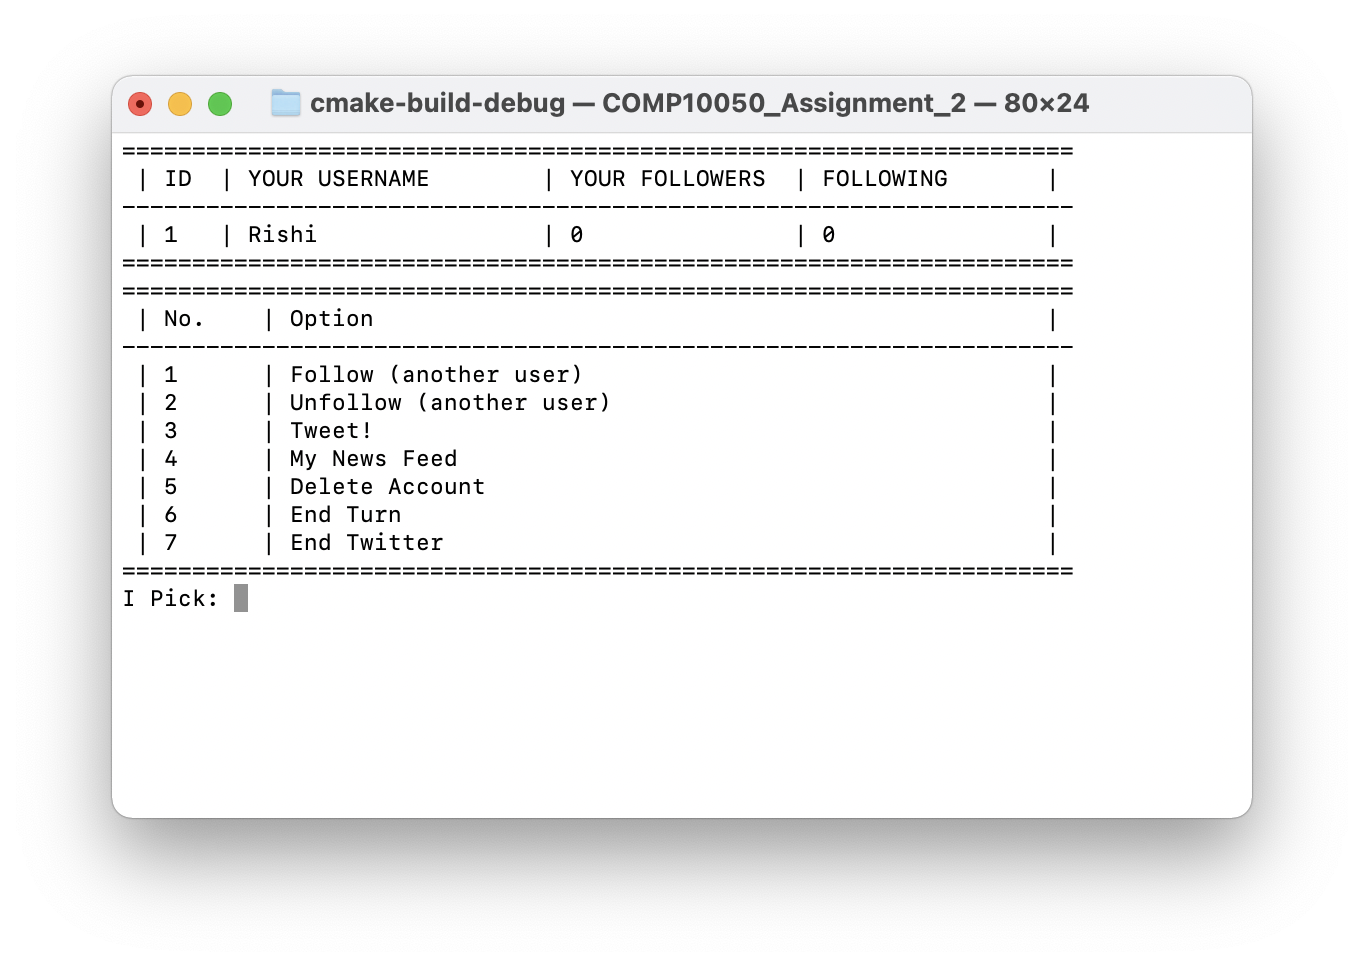 cmake-build-debug — COMP10050_Assignment_2 — 80×24
====================================================================
 | ID  | YOUR USERNAME        | YOUR FOLLOWERS  | FOLLOWING       |
--------------------------------------------------------------------
 | 1   | Rishi                | 0               | 0               |
====================================================================
====================================================================
 | No.    | Option                                                |
--------------------------------------------------------------------
 | 1      | Follow (another user)                                 |
 | 2      | Unfollow (another user)                               |
 | 3      | Tweet!                                                |
 | 4      | My News Feed                                          |
 | 5      | Delete Account                                        |
 | 6      | End Turn                                              |
 | 7      | End Twitter                                           |
====================================================================
I Pick: